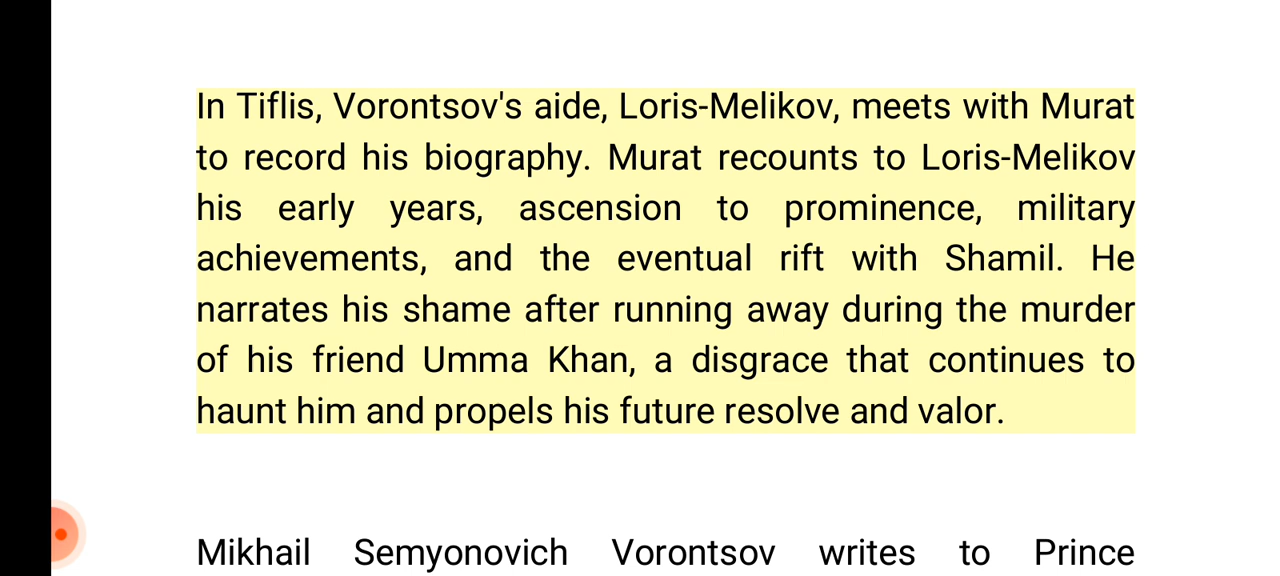 In Tiflis, Vorontsov's aide, Loris-Melikov, meets with Murat
to record his biography. Murat recounts to Loris-Melikov
his early years, ascension to prominence, military
achievements, and the eventual rift with Shamil. He
narrates his shame after running away during the murder
of his friend Umma Khan, a disgrace that continues to
haunt him and propels his future resolve and valor.
Mikhail Semyonovich Vorontsov writes to Prince